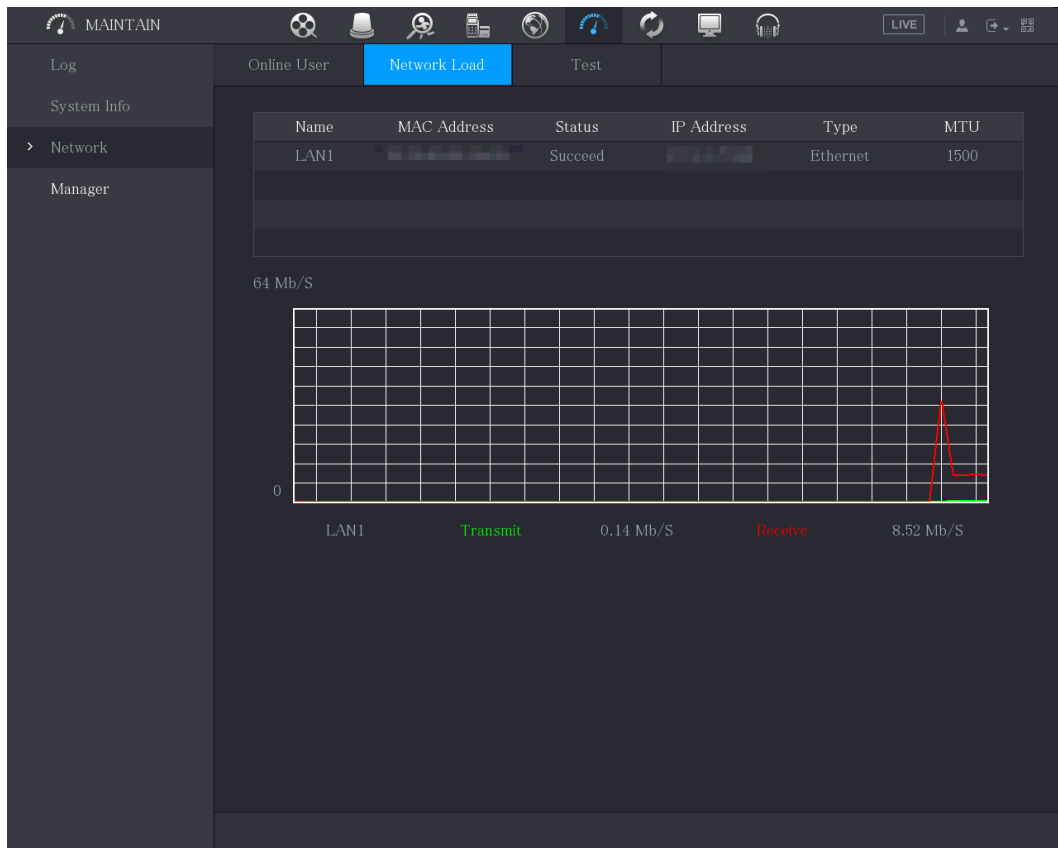 MAINTAIN LIVE
Log
System Info
Network
Manager
Online User Network Load Test
Name MAC Address Status IP Address Type MTU
LAN1 Succeed Ethernet 1500
64 Mb/S
0
LAN1 Transmit 0.14 Mb/S Receive 8.52 Mb/S